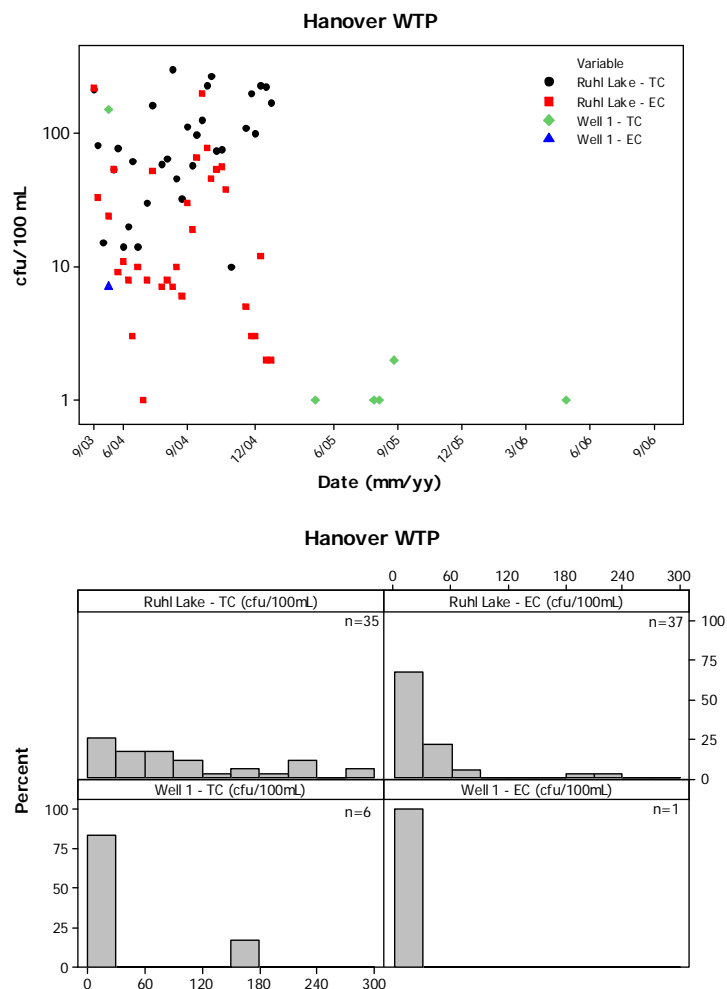 Hanover WTP
Variable
Ruhl Lake - TC
Ruhl Lake - EC
Well 1 - TC
Well 1 - EC
cfu/100 mL
100
10
1
9/03 6/04 9/04 12/04 6/05 9/05 12/05 3/06 6/06 9/06
Date (mm/yy)
Hanover WTP
0 60 120 180 240 300
Ruhl Lake - TC (cfu/100mL) Ruhl Lake - EC (cfu/100mL)
n=35 n=37
100
75
50
25
0
Percent
Well 1 - TC (cfu/100mL) Well 1 - EC (cfu/100mL)
n=6 n=1
100
75
50
25
0
0 60 120 180 240 300